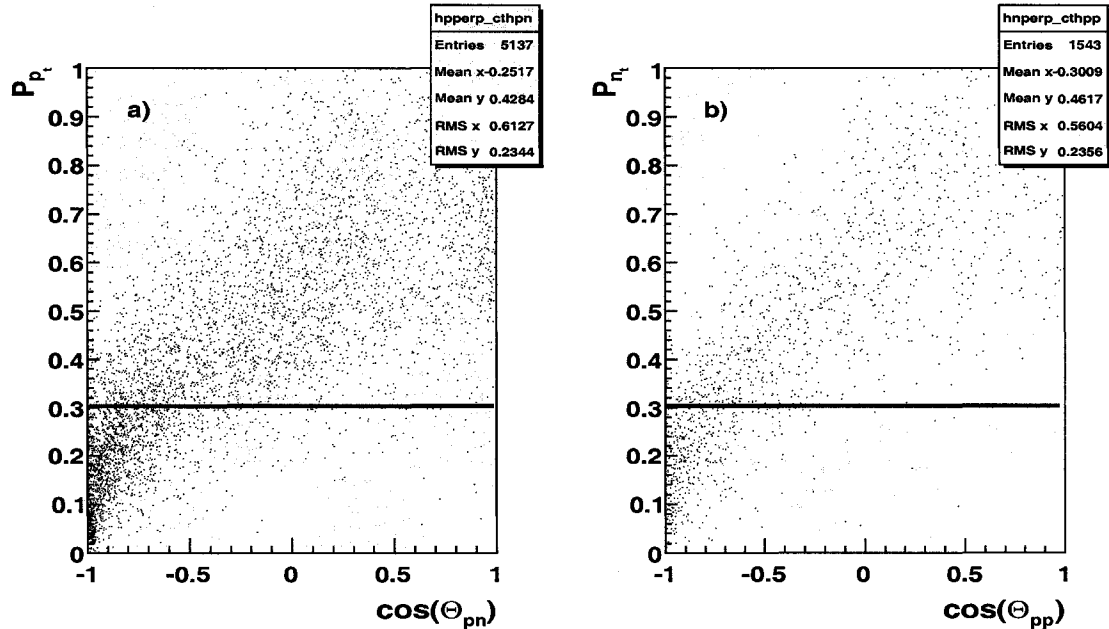 hpperp_cthpn
Entries 5137
Mean x-0.2517
Mean y 0.4284
RMS x 0.6127
RMS y 0.2344
P_pt
a)
1
0.9
0.8
0.7
0.6
0.5
0.4
0.3
0.2
0.1
0
-1
-0.5
0
0.5
1
cos(Θpn)
hnperp_cthpp
Entries 1543
Mean x-0.3009
Mean y 0.4617
RMS x 0.5604
RMS y 0.2356
P_nt
b)
1
0.9
0.8
0.7
0.6
0.5
0.4
0.3
0.2
0.1
0
-1
-0.5
0
0.5
1
cos(Θpp)